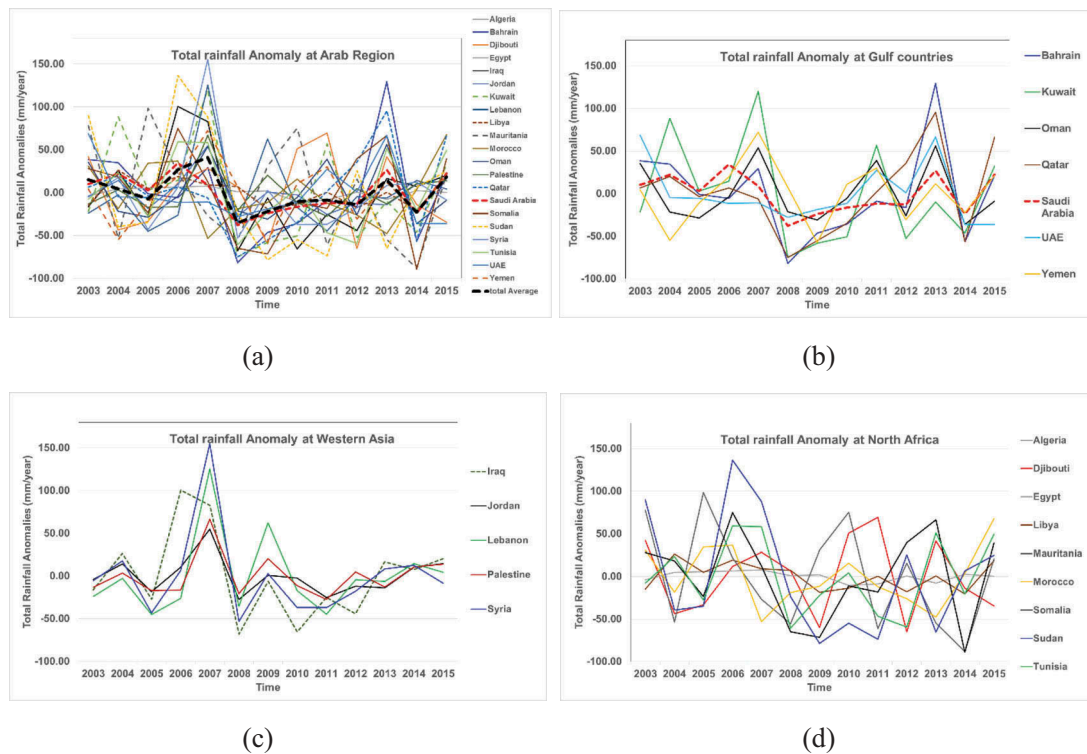 Total rainfall Anomaly at Arab Region
Total Rainfall Anomalies (mm/year)
150.00
100.00
50.00
0.00
-50.00
-100.00
2003 2004 2005 2006 2007 2008 2009 2010 2011 2012 2013 2014 2015
Time
Algeria
Bahrain
Djibouti
Egypt
Iraq
Jordan
Kuwait
Lebanon
Libya
Mauritania
Morocco
Oman
Palestine
Qatar
Saudi Arabia
Somalia
Sudan
Syria
Tunisia
UAE
Yemen
total Average
(a)
Total rainfall Anomaly at Gulf countries
Total Rainfall Anomalies (mm/year)
150.00
100.00
50.00
0.00
-50.00
-100.00
2003 2004 2005 2006 2007 2008 2009 2010 2011 2012 2013 2014 2015
Time
Bahrain
Kuwait
Oman
Qatar
Saudi
Arabia
UAE
Yemen
(b)
Total rainfall Anomaly at Western Asia
Total Rainfall Anomalies (mm/year)
150.00
100.00
50.00
0.00
-50.00
-100.00
2003 2004 2005 2006 2007 2008 2009 2010 2011 2012 2013 2014 2015
Time
Iraq
Jordan
Lebanon
Palestine
Syria
(c)
Total rainfall Anomaly at North Africa
Total Rainfall Anomalies (mm/year)
150.00
100.00
50.00
0.00
-50.00
-100.00
2003 2004 2005 2006 2007 2008 2009 2010 2011 2012 2013 2014 2015
Time
Algeria
Djibouti
Egypt
Libya
Mauritania
Morocco
Somalia
Sudan
Tunisia
(d)